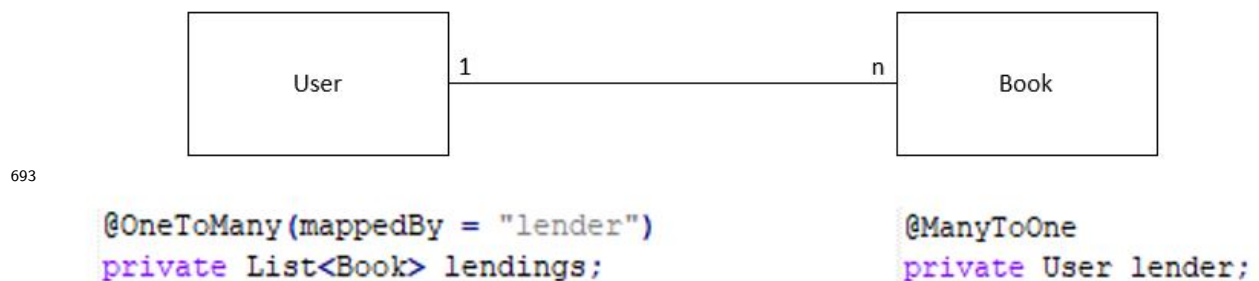 User
1
n
Book
693
@OneToMany(mappedBy = "lender")
private List<Book> lendings;
@ManyToOne
private User lender;